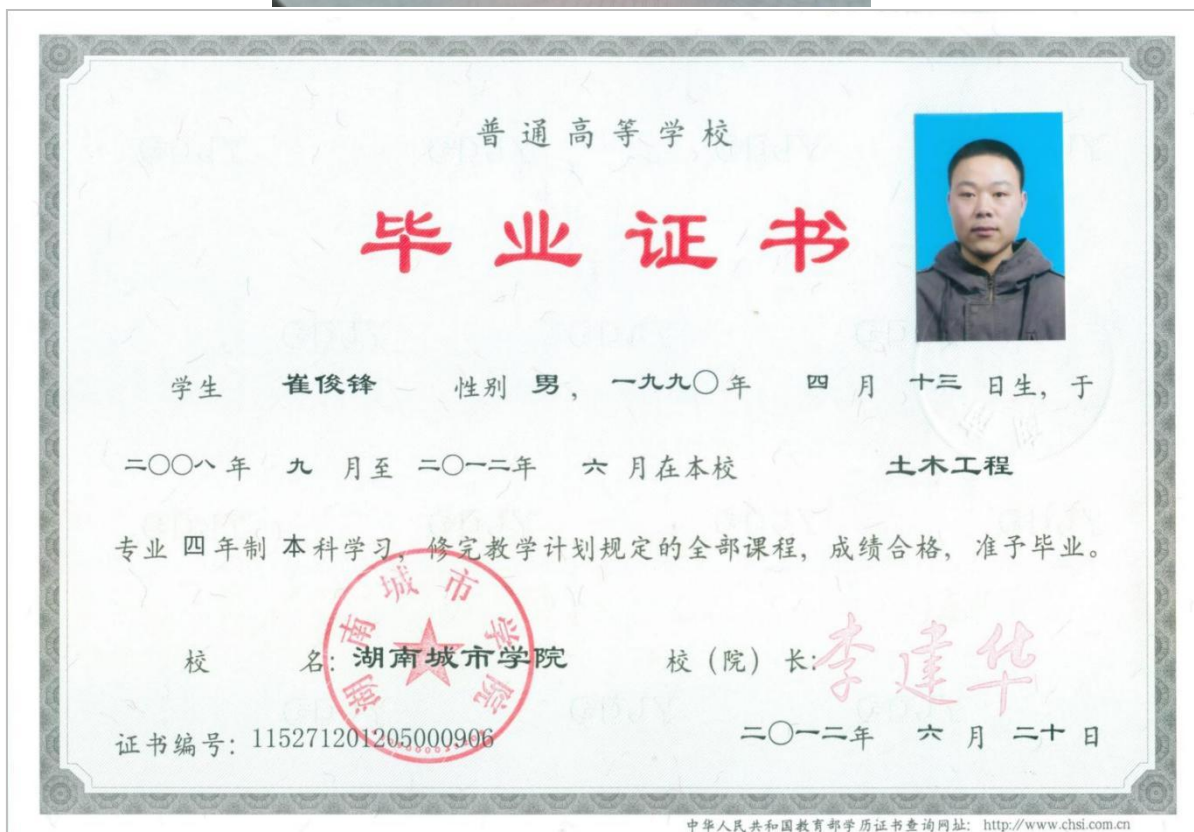 普通高等学校
毕业证书
学生 崔俊锋 性别 男，一九九〇年 四 月 十三 日生，于
二〇〇八 年 九 月至 二〇一二年 六 月在本校 土木工程
专业 四 年制 本 科学习，修完教学计划规定的全部课程，成绩合格，准予毕业。
湖南城市学院
校 名：湖南城市学院 校（院）长：李建华
证书编号：115271201205000906 二〇一二年 六 月 二十 日
中华人民共和国教育部学历证书查询网址：http://www.chsi.com.cn